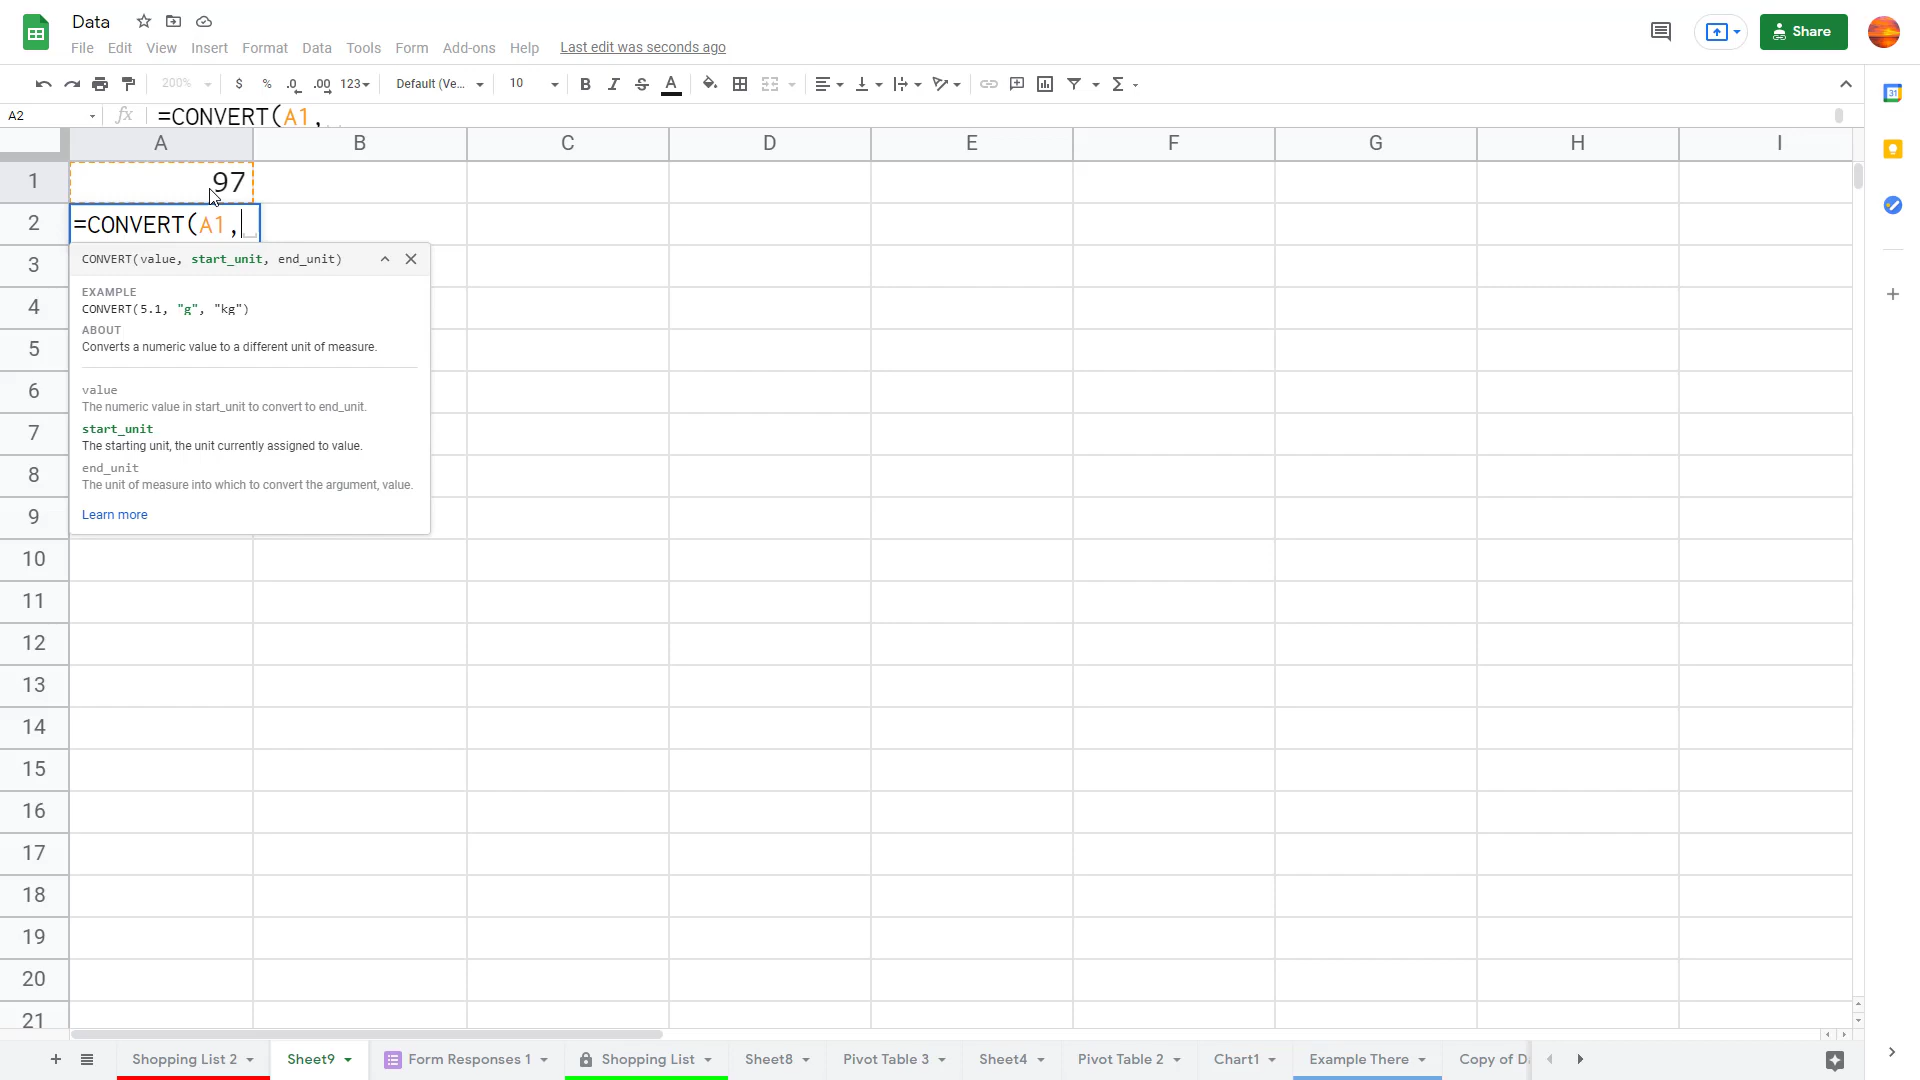 Data
File Edit View Insert Format Data Tools Form Add-ons Help Last edit was seconds ago
Share
200% $ % .0 .00 123 Default (Ve... 10 B I S A Σ
31
A2 fx =CONVERT(A1,
A B C D E F G H I
1 97
2 =CONVERT(A1,
CONVERT(value, start_unit, end_unit)
3
EXAMPLE
4 CONVERT(5.1, "g", "kg")
ABOUT
5 Converts a numeric value to a different unit of measure.
6 value
The numeric value in start_unit to convert to end_unit.
7 start_unit
The starting unit, the unit currently assigned to value.
8 end_unit
The unit of measure into which to convert the argument, value.
9 Learn more
10
11
12
13
14
15
16
17
18
19
20
21
Shopping List 2 Sheet9 Form Responses 1 Shopping List Sheet8 Pivot Table 3 Sheet4 Pivot Table 2 Chart1 Example There Copy of D